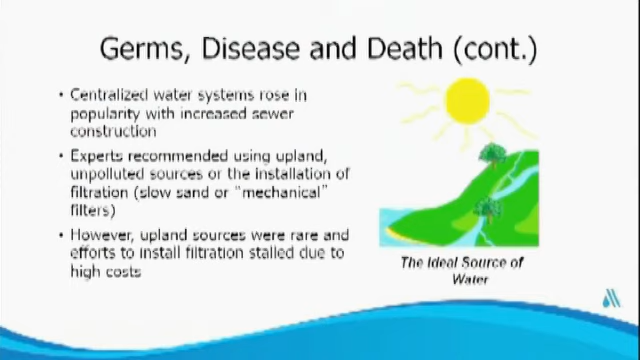 Germs, Disease and Death (cont.)
• Centralized water systems rose in
popularity with increased sewer
construction
• Experts recommended using upland,
unpolluted sources or the installation of
filtration (slow sand or "mechanical"
filters)
• However, upland sources were rare and
efforts to install filtration stalled due to
high costs
The Ideal Source of
Water